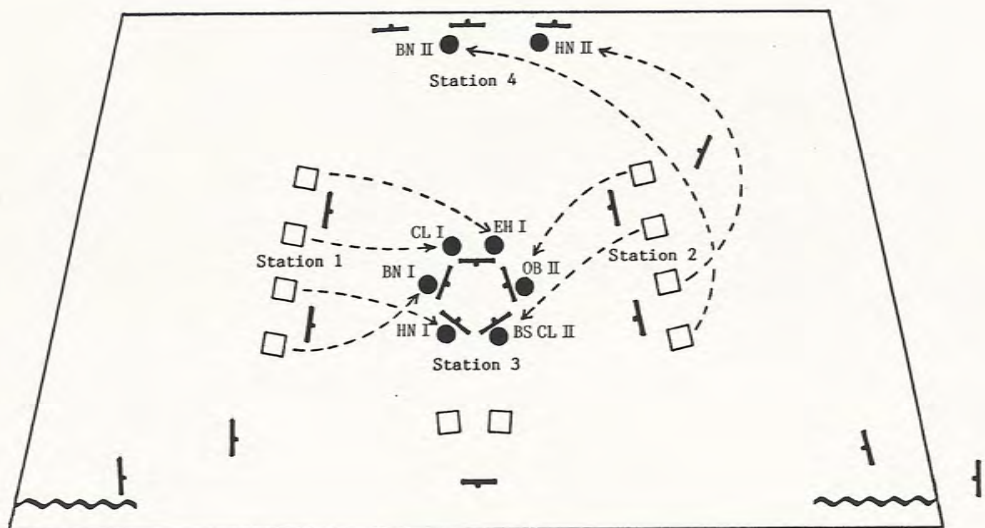 BN II
HN II
Station 4
EH I
CL I
Station 1
Station 2
BN I
OB II
HN I
BS CL II
Station 3